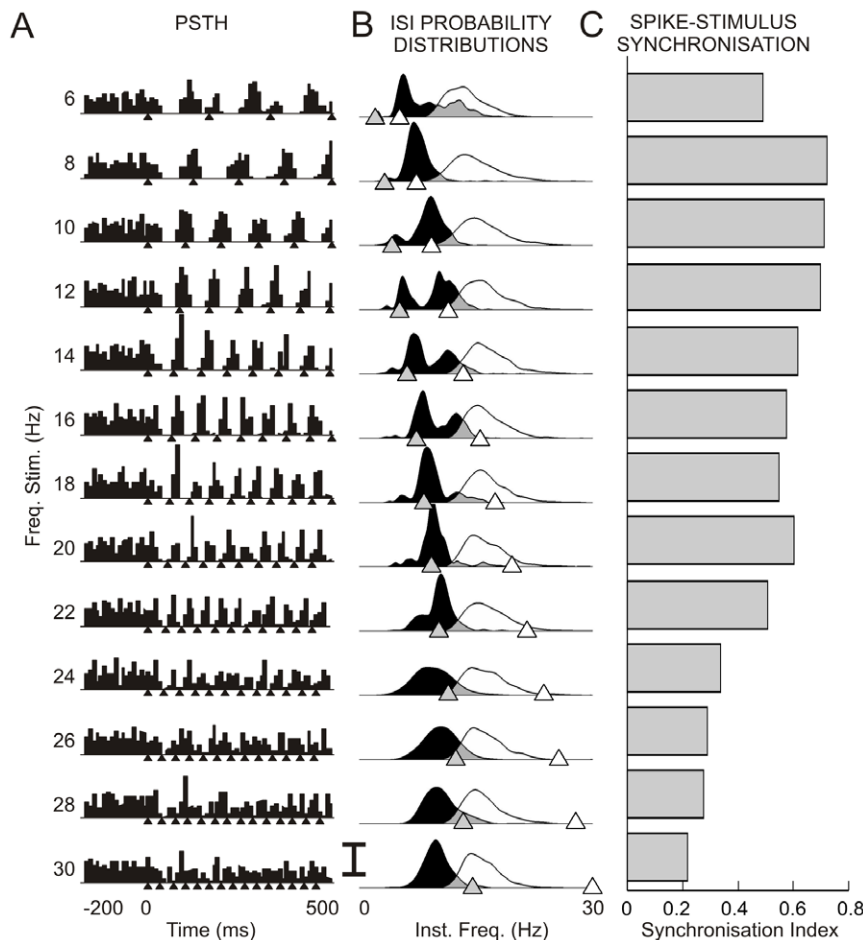 A PSTH
B ISI PROBABILITY
DISTRIBUTIONS
C SPIKE-STIMULUS
SYNCHRONISATION
Freq. Stim. (Hz)
6
8
10
12
14
16
18
20
22
24
26
28
30
-200 0 500
Time (ms)
0 30
Inst. Freq. (Hz)
0 0.2 0.4 0.6 0.8
Synchronisation Index